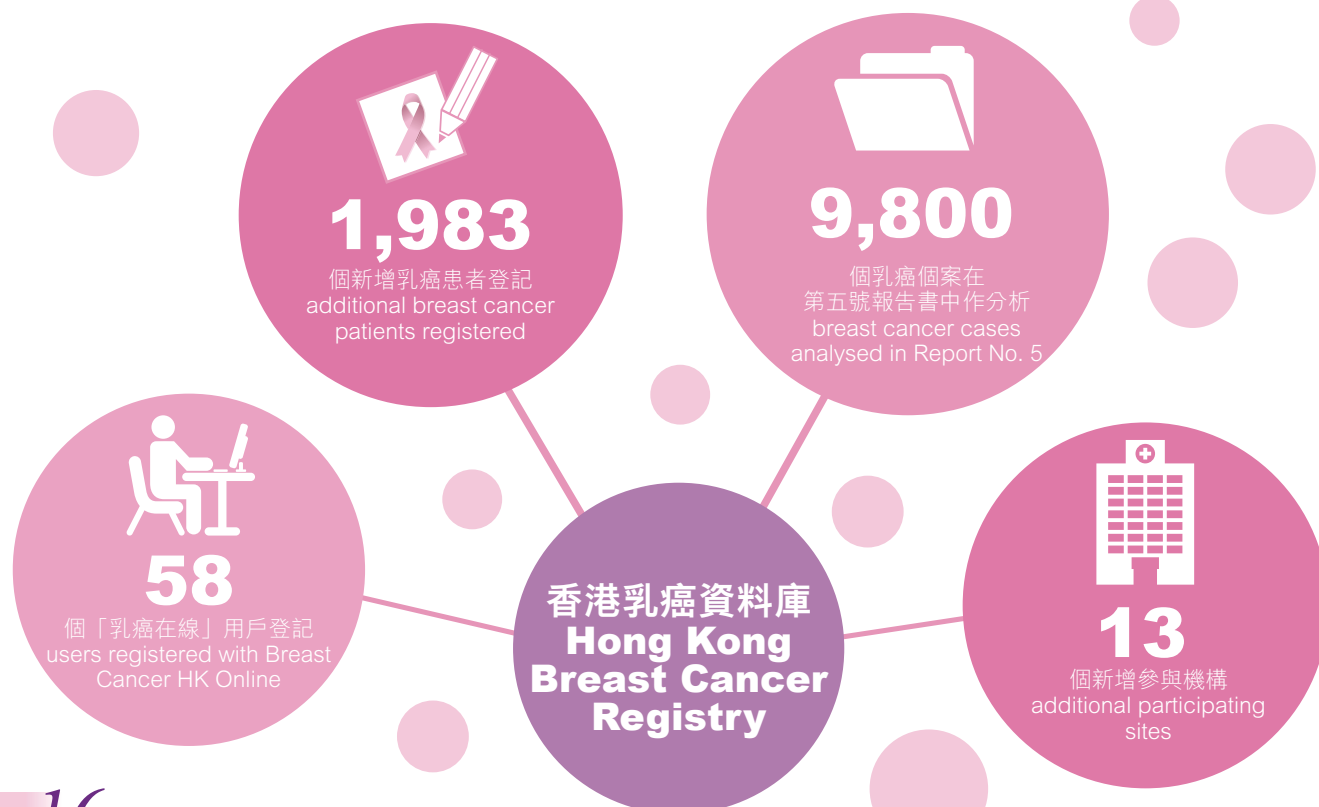 1,983
個新增乳癌患者登記
additional breast cancer
patients registered
9,800
個乳癌個案在
第五號報告書中作分析
breast cancer cases
analysed in Report No. 5
58
個「乳癌在線」用戶登記
users registered with Breast
Cancer HK Online
香港乳癌資料庫
Hong Kong
Breast Cancer
Registry
13
個新增參與機構
additional participating
sites
16